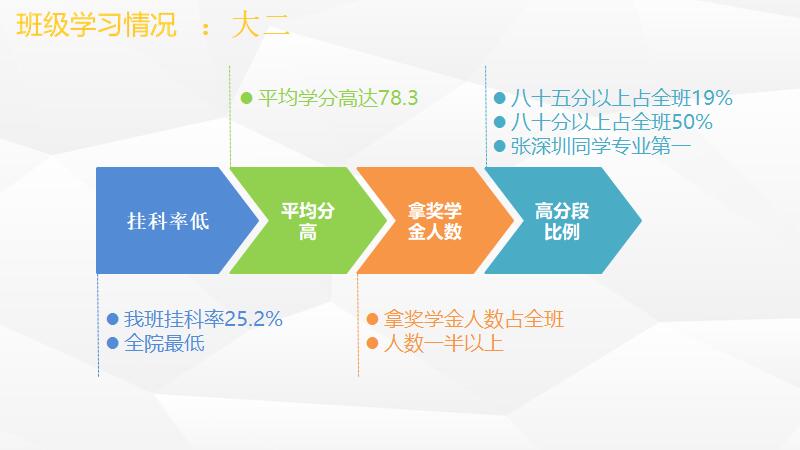 班级学习情况 ：大二
平均学分高达78.3
八十五分以上占全班19%
八十分以上占全班50%
张深圳同学专业第一
挂科率低
平均分
高
拿奖学
金人数
高分段
比例
我班挂科率25.2%
全院最低
拿奖学金人数占全班
人数一半以上